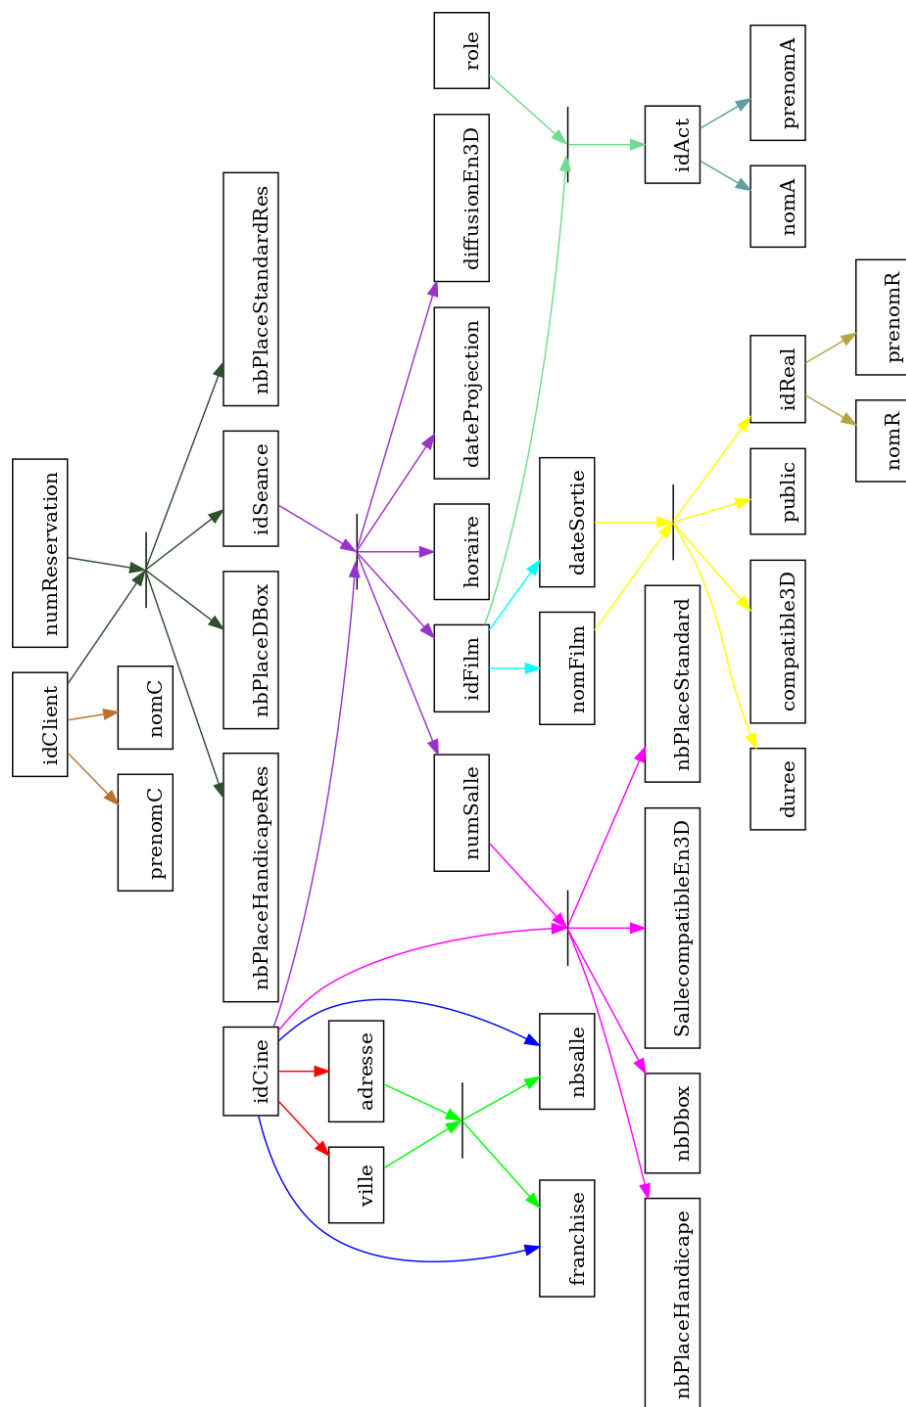 idClient
numReservation
prenomC
nomC
idCine
nbPlaceHandicapeRes
nbPlaceDBox
idSeance
nbPlaceStandardRes
ville
adresse
numSalle
idFilm
horaire
dateProjection
diffusionEn3D
role
franchise
nbsalle
nomFilm
dateSortie
nbPlaceHandicape
nbDbox
SallecompatibleEn3D
nbPlaceStandard
idAct
duree
compatible3D
public
idReal
nomA
prenomA
nomR
prenomR